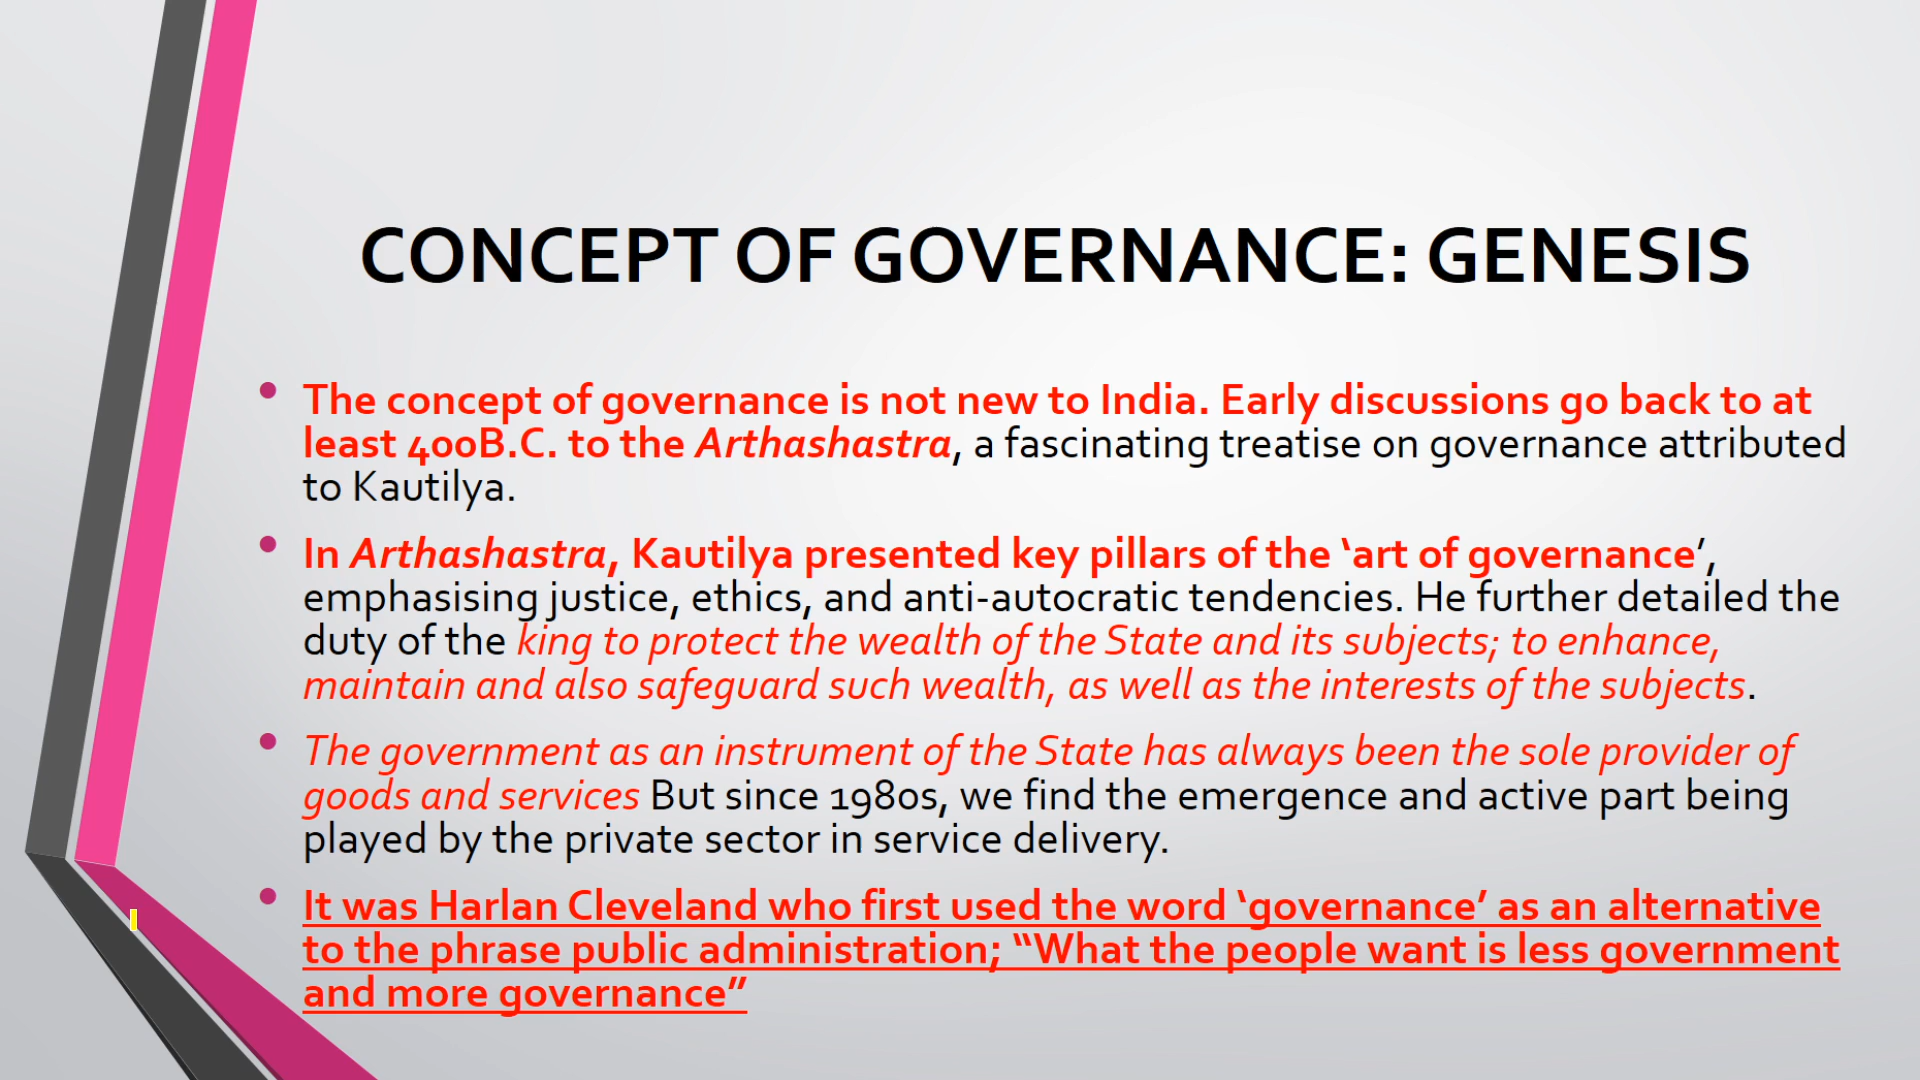 CONCEPT OF GOVERNANCE: GENESIS
• The concept of governance is not new to India. Early discussions go back to at
least 400B.C. to the Arthashastra, a fascinating treatise on governance attributed
to Kautilya.
• In Arthashastra, Kautilya presented key pillars of the ‘art of governance’,
emphasising justice, ethics, and anti-autocratic tendencies. He further detailed the
duty of the king to protect the wealth of the State and its subjects; to enhance,
maintain and also safeguard such wealth, as well as the interests of the subjects.
• The government as an instrument of the State has always been the sole provider of
goods and services But since 1980s, we find the emergence and active part being
played by the private sector in service delivery.
• It was Harlan Cleveland who first used the word ‘governance’ as an alternative
to the phrase public administration; “What the people want is less government
and more governance”